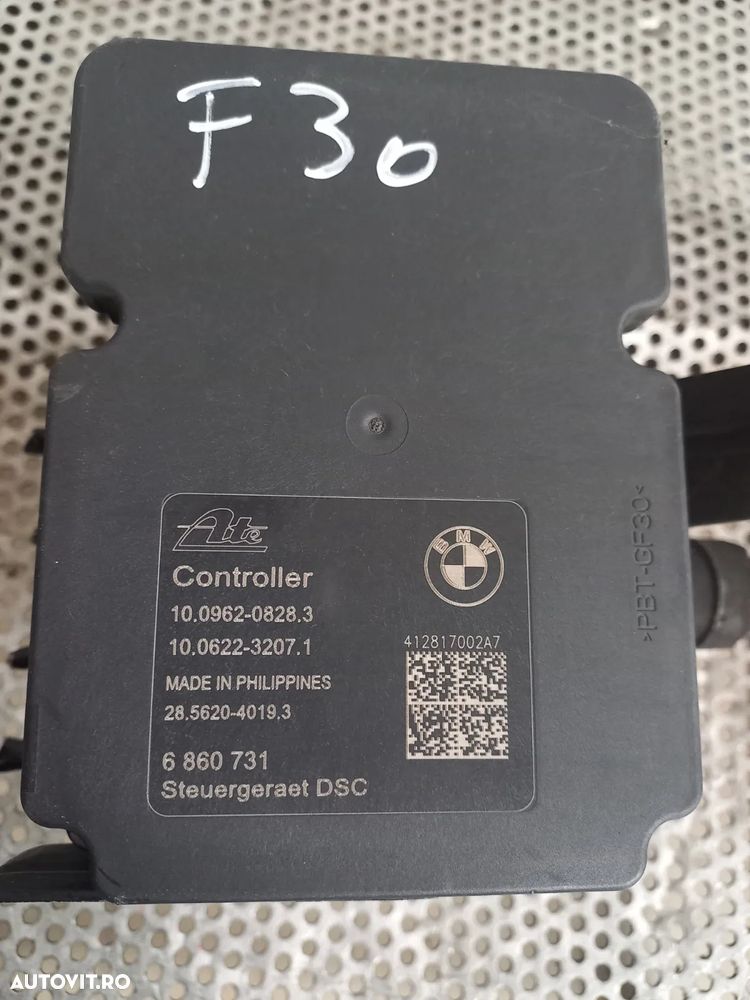 F30
Ate
Controller
10.0962-0828.3
10.0622-3207.1
MADE IN PHILIPPINES
28.5620-4019.3
6 860 731
Steuergeraet DSC
BMW
412817002A7
>PBT-GF30<
AUTOVIT.RO